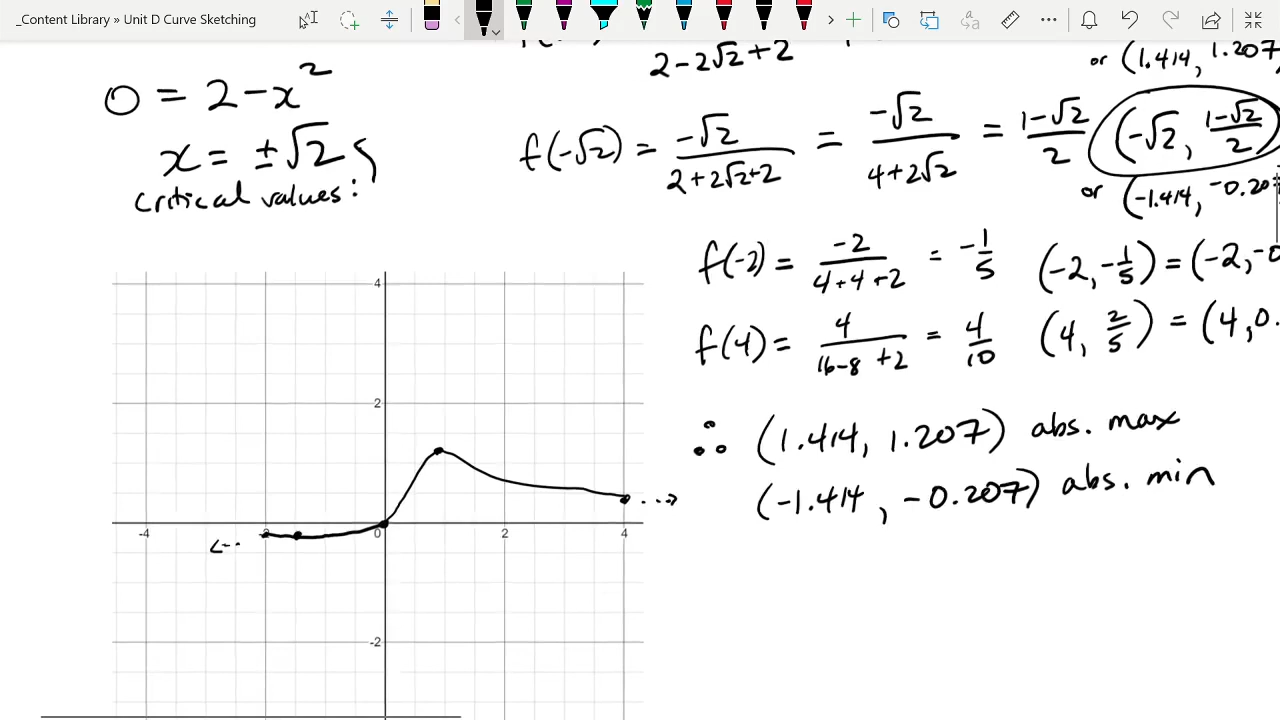 _Content Library » Unit D Curve Sketching
2-2√2+2
or (1.414, 1.207)
0 = 2-x²
x = ±√2
critical values:
f(-√2) = -√2/(2+2√2+2) = -√2/(4+2√2) = (1-√2)/2 (-√2, (1-√2)/2)
or (-1.414, -0.20
f(-2) = -2/(4+4+2) = -1/5 (-2, -1/5) = (-2, -0
f(4) = 4/(16-8+2) = 4/10 (4, 2/5) = (4, 0.
∴ (1.414, 1.207) abs. max
(-1.414, -0.207) abs. min
4
2
-4 -2 0 2 4
-2